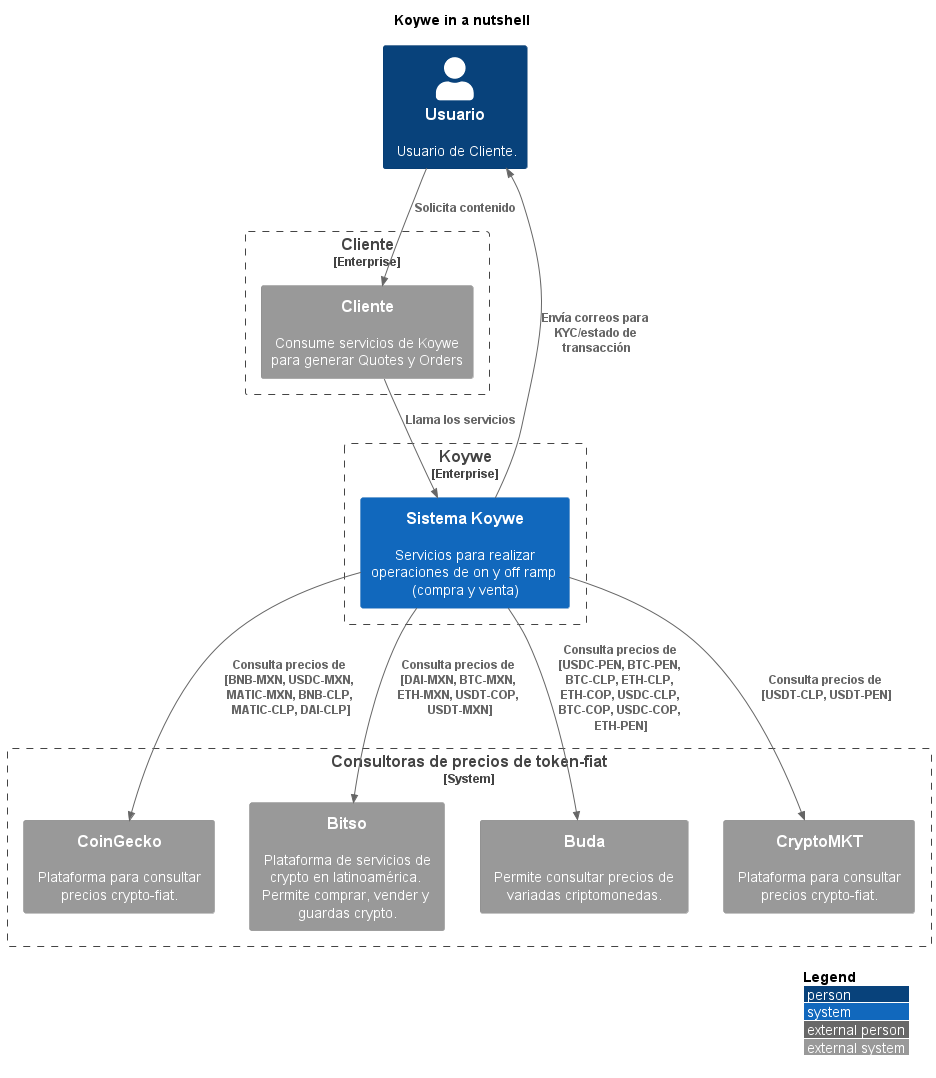 Koywe in a nutshell
Usuario
Usuario de Cliente.
Solicita contenido
Cliente
[Enterprise]
Cliente
Consume servicios de Koywe
para generar Quotes y Orders
Envía correos para
KYC/estado de
transacción
Llama los servicios
Koywe
[Enterprise]
Sistema Koywe
Servicios para realizar
operaciones de on y off ramp
(compra y venta)
Consulta precios de
[BNB-MXN, USDC-MXN,
MATIC-MXN, BNB-CLP,
MATIC-CLP, DAI-CLP]
Consulta precios de
[DAI-MXN, BTC-MXN,
ETH-MXN, USDT-COP,
USDT-MXN]
Consulta precios de
[USDC-PEN, BTC-PEN,
BTC-CLP, ETH-CLP,
ETH-COP, USDC-CLP,
BTC-COP, USDC-COP,
ETH-PEN]
Consulta precios de
[USDT-CLP, USDT-PEN]
Consultoras de precios de token-fiat
[System]
CoinGecko
Plataforma para consultar
precios crypto-fiat.
Bitso
Plataforma de servicios de
crypto en latinoamérica.
Permite comprar, vender y
guardas crypto.
Buda
Permite consultar precios de
variadas criptomonedas.
CryptoMKT
Plataforma para consultar
precios crypto-fiat.
Legend
person
system
external person
external system